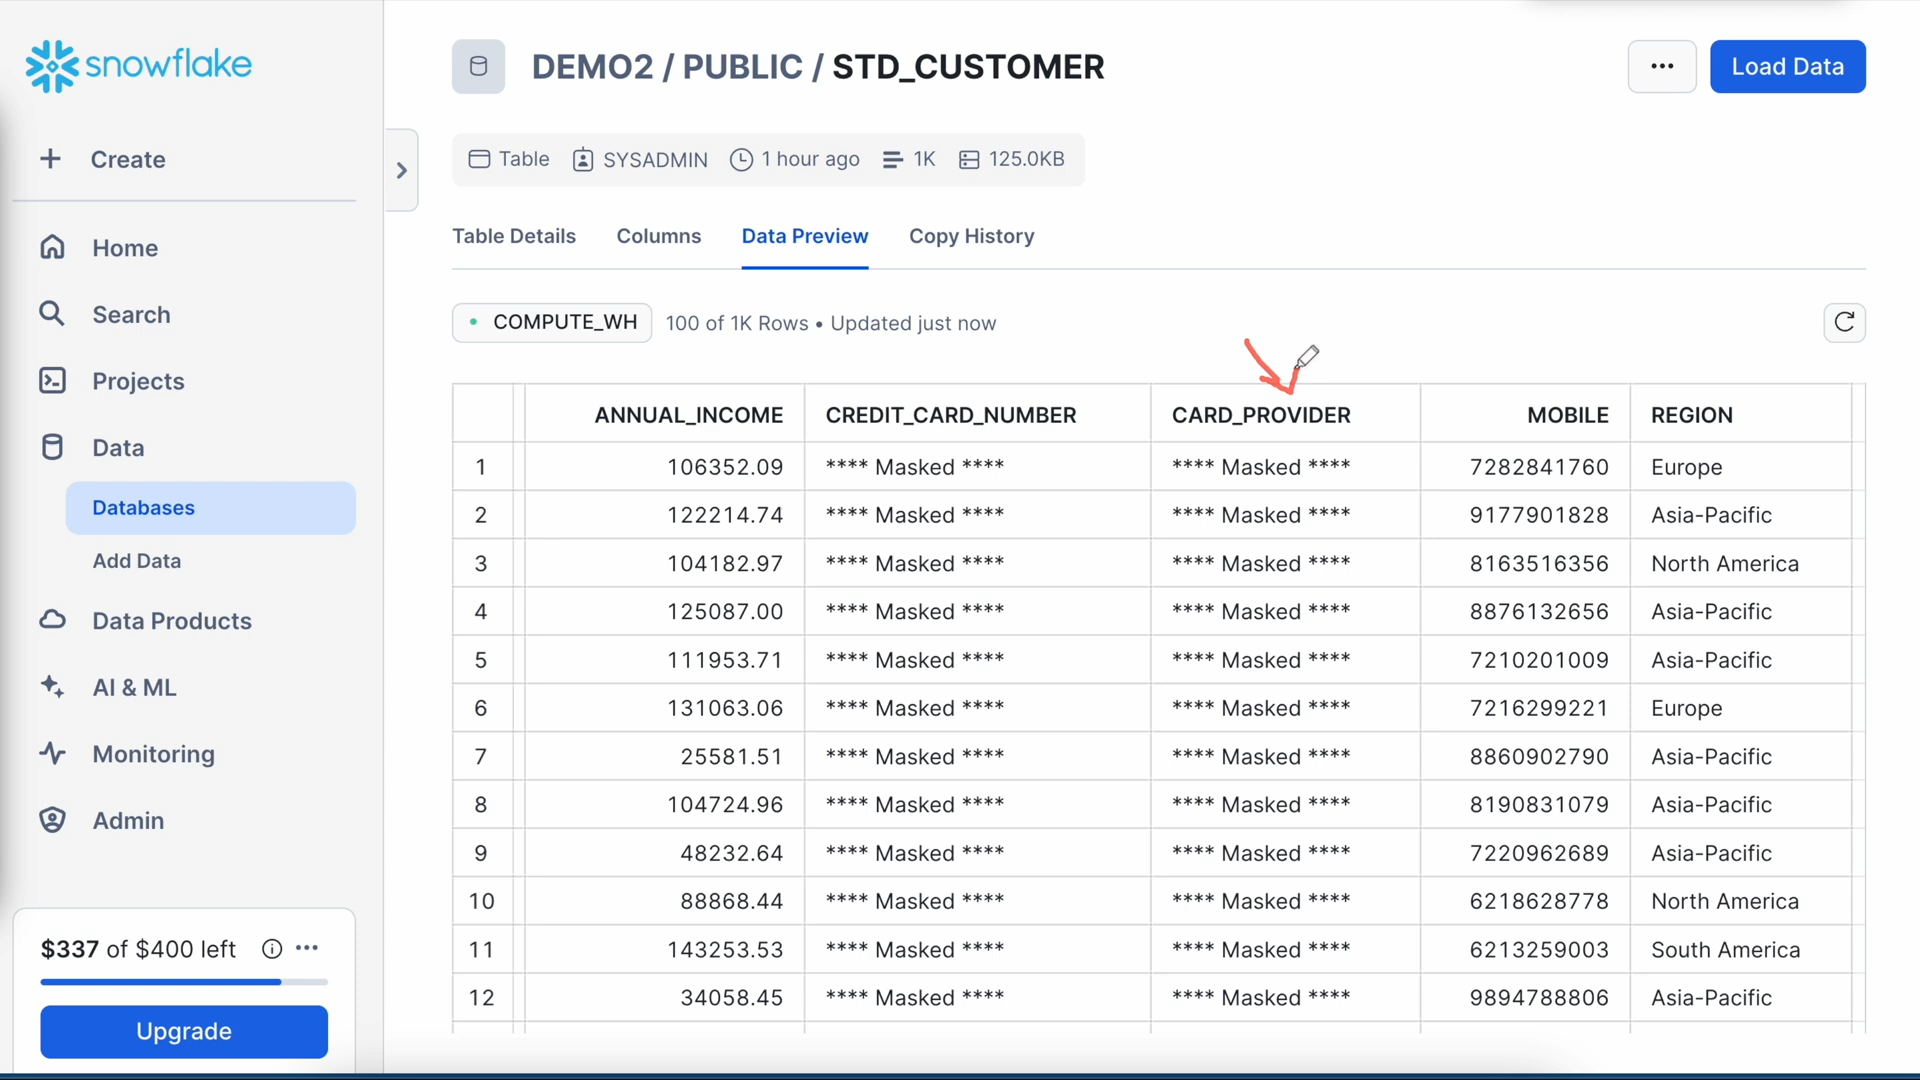 snowflake
Create
Home
Search
Projects
Data
Databases
Add Data
Data Products
AI & ML
Monitoring
Admin
$337 of $400 left
Upgrade
DEMO2 / PUBLIC / STD_CUSTOMER
Load Data
Table SYSADMIN 1 hour ago 1K 125.0KB
Table Details Columns Data Preview Copy History
COMPUTE_WH 100 of 1K Rows • Updated just now
ANNUAL_INCOME CREDIT_CARD_NUMBER CARD_PROVIDER MOBILE REGION
1 106352.09 **** Masked **** **** Masked **** 7282841760 Europe
2 122214.74 **** Masked **** **** Masked **** 9177901828 Asia-Pacific
3 104182.97 **** Masked **** **** Masked **** 8163516356 North America
4 125087.00 **** Masked **** **** Masked **** 8876132656 Asia-Pacific
5 111953.71 **** Masked **** **** Masked **** 7210201009 Asia-Pacific
6 131063.06 **** Masked **** **** Masked **** 7216299221 Europe
7 25581.51 **** Masked **** **** Masked **** 8860902790 Asia-Pacific
8 104724.96 **** Masked **** **** Masked **** 8190831079 Asia-Pacific
9 48232.64 **** Masked **** **** Masked **** 7220962689 Asia-Pacific
10 88868.44 **** Masked **** **** Masked **** 6218628778 North America
11 143253.53 **** Masked **** **** Masked **** 6213259003 South America
12 34058.45 **** Masked **** **** Masked **** 9894788806 Asia-Pacific